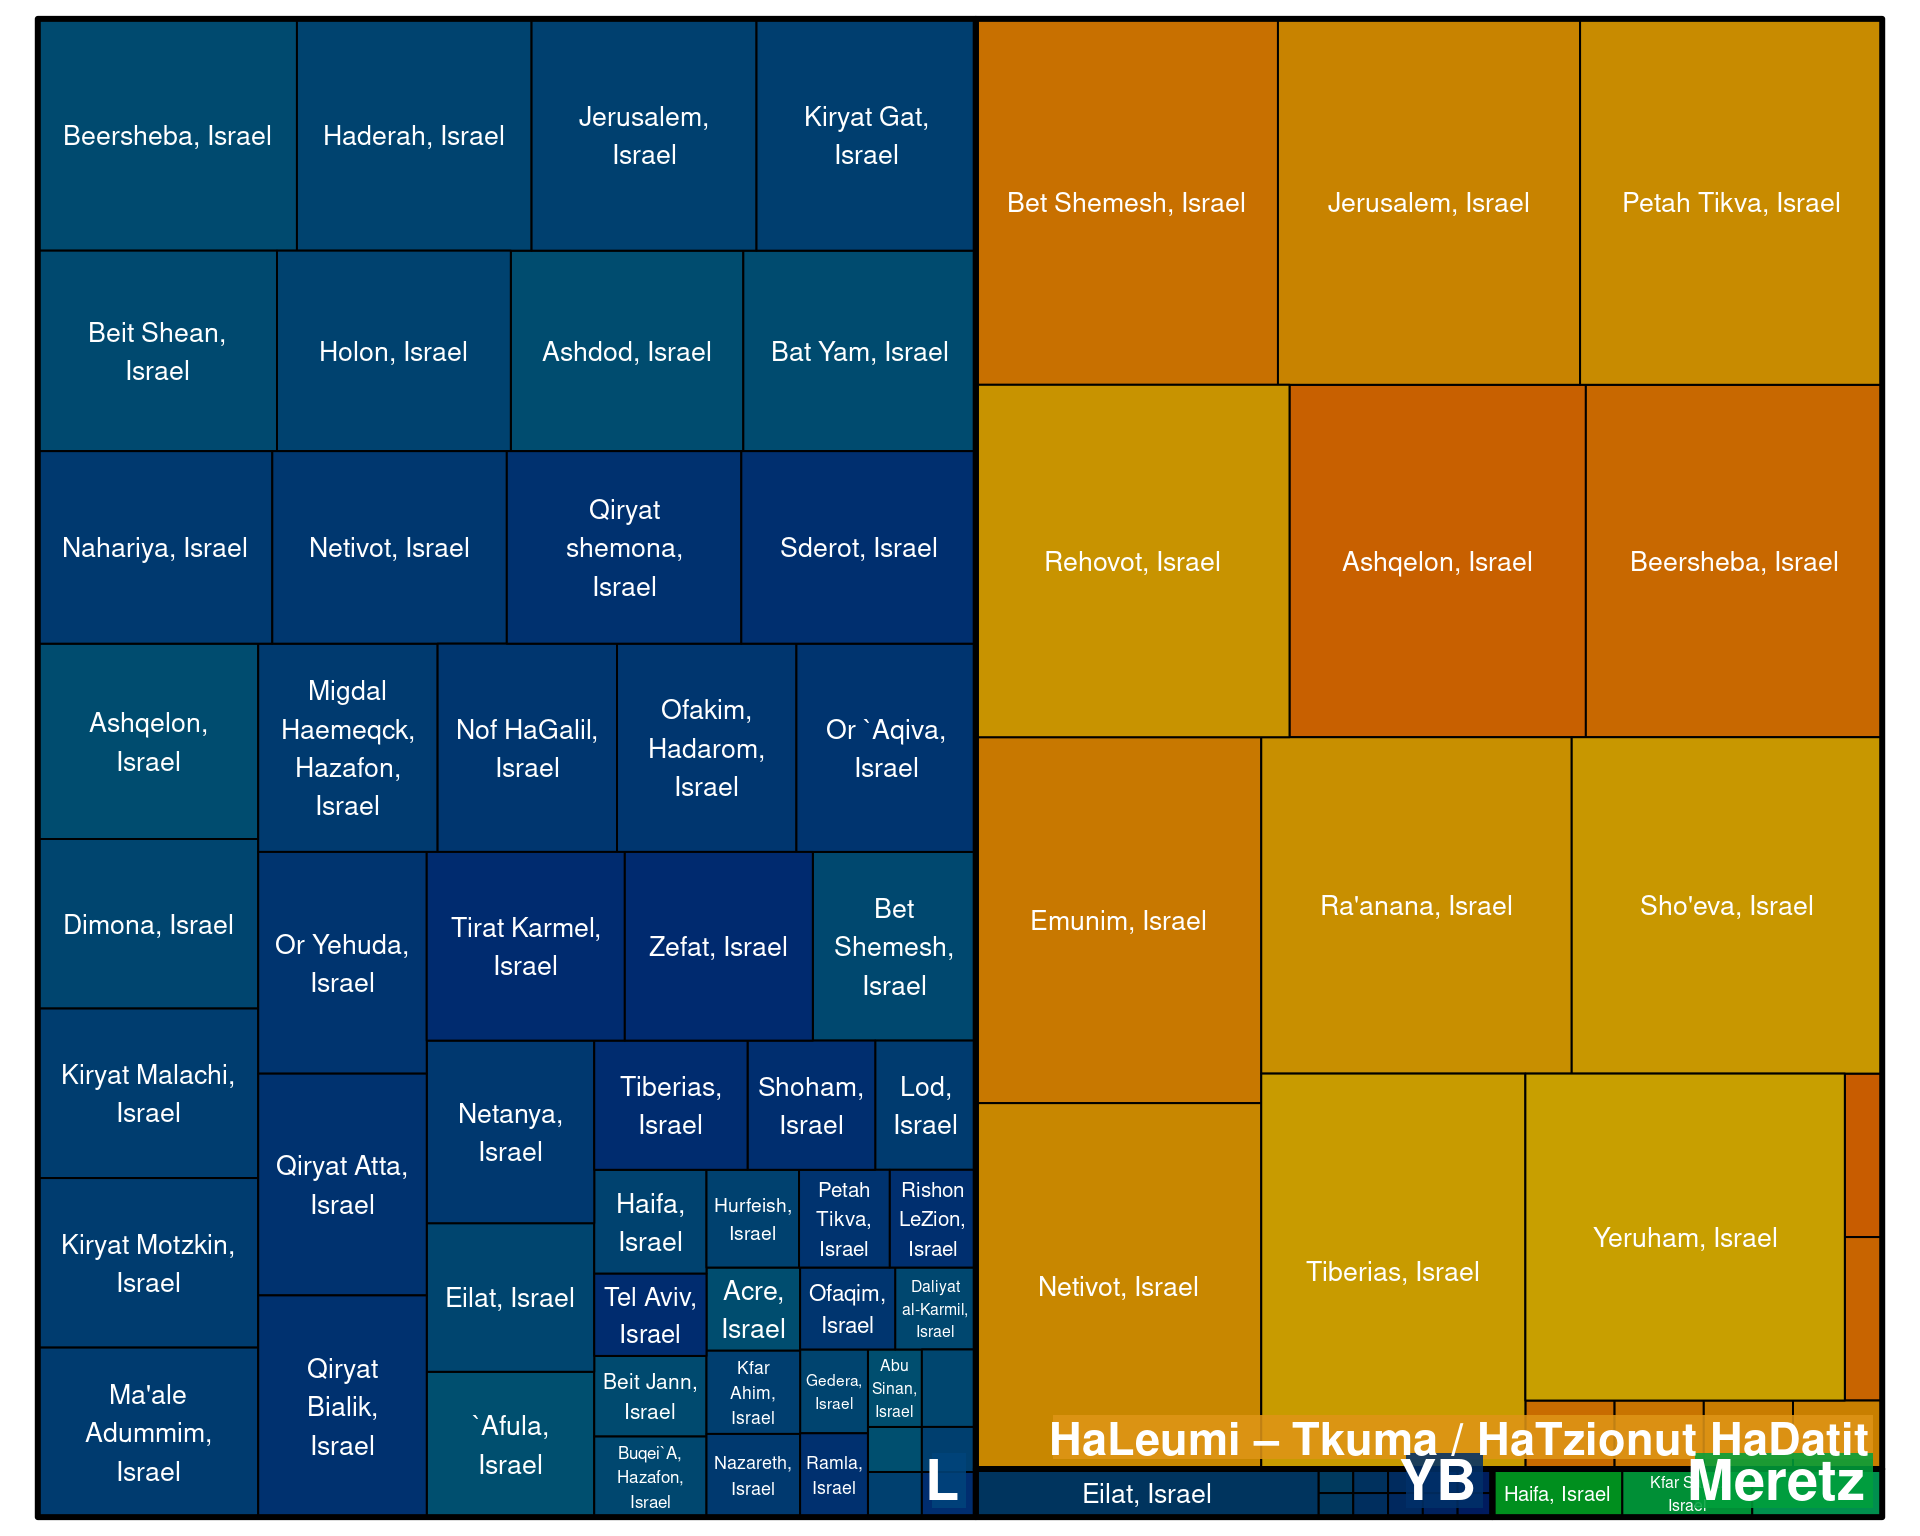 Beersheba, Israel
Haderah, Israel
Jerusalem,
Israel
Kiryat Gat,
Israel
Beit Shean,
Israel
Holon, Israel
Ashdod, Israel
Bat Yam, Israel
Nahariya, Israel
Netivot, Israel
Qiryat
shemona,
Israel
Sderot, Israel
Ashqelon,
Israel
Migdal
Haemeqck,
Hazafon,
Israel
Nof HaGalil,
Israel
Ofakim,
Hadarom,
Israel
Or `Aqiva,
Israel
Dimona, Israel
Or Yehuda,
Israel
Tirat Karmel,
Israel
Zefat, Israel
Bet
Shemesh,
Israel
Kiryat Malachi,
Israel
Qiryat Atta,
Israel
Netanya,
Israel
Tiberias,
Israel
Shoham,
Israel
Lod,
Israel
Kiryat Motzkin,
Israel
Eilat, Israel
Haifa,
Israel
Hurfeish,
Israel
Petah
Tikva,
Israel
Rishon
LeZion,
Israel
Tel Aviv,
Israel
Acre,
Israel
Ofaqim,
Israel
Daliyat
al-Karmil,
Israel
Ma'ale
Adummim,
Israel
Qiryat
Bialik,
Israel
`Afula,
Israel
Beit Jann,
Israel
Kfar
Ahim,
Israel
Gedera,
Israel
Abu
Sinan,
Israel
Buqei`A,
Hazafon,
Israel
Nazareth,
Israel
Ramla,
Israel
L
Bet Shemesh, Israel
Jerusalem, Israel
Petah Tikva, Israel
Rehovot, Israel
Ashqelon, Israel
Beersheba, Israel
Emunim, Israel
Ra'anana, Israel
Sho'eva, Israel
Netivot, Israel
Tiberias, Israel
Yeruham, Israel
HaLeumi – Tkuma / HaTzionut HaDatit
Eilat, Israel
YB
Haifa, Israel
Kfar
Israel
Meretz